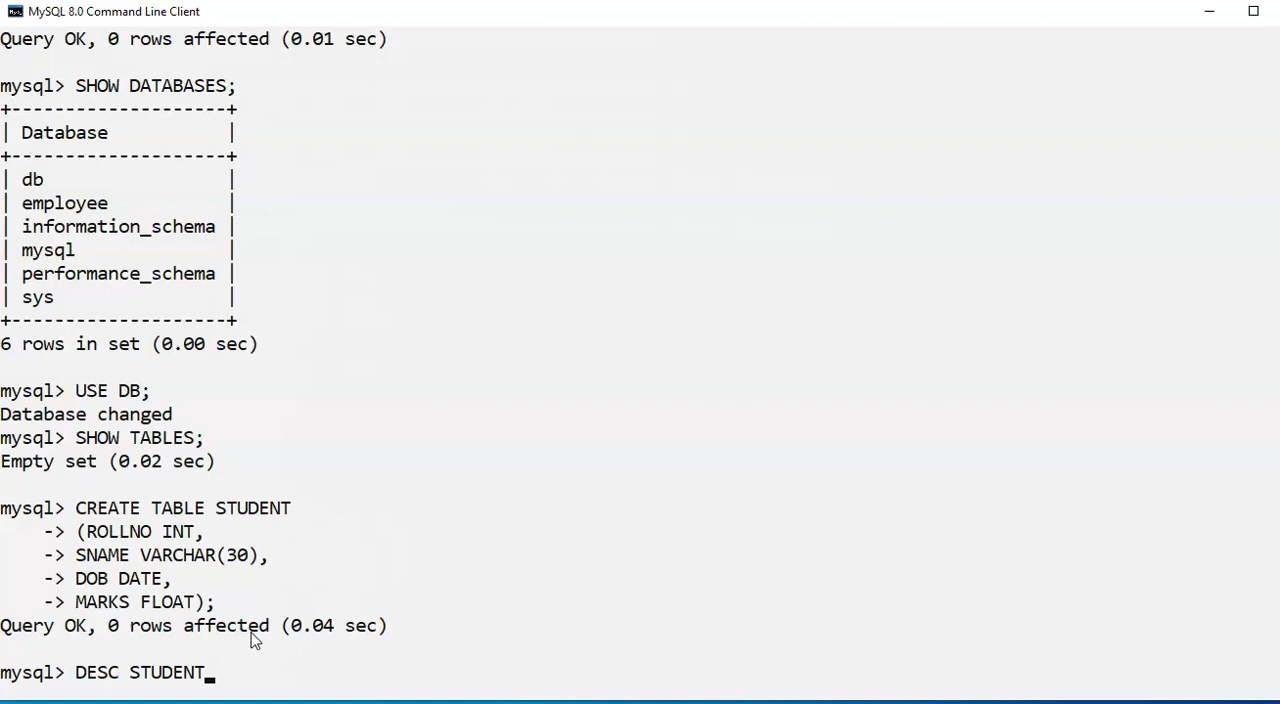 MySQL 8.0 Command Line Client
Query OK, 0 rows affected (0.01 sec)
mysql> SHOW DATABASES;
+--------------------+
| Database           |
+--------------------+
| db                 |
| employee           |
| information_schema |
| mysql              |
| performance_schema |
| sys                |
+--------------------+
6 rows in set (0.00 sec)
mysql> USE DB;
Database changed
mysql> SHOW TABLES;
Empty set (0.02 sec)
mysql> CREATE TABLE STUDENT
    -> (ROLLNO INT,
    -> SNAME VARCHAR(30),
    -> DOB DATE,
    -> MARKS FLOAT);
Query OK, 0 rows affected (0.04 sec)
mysql> DESC STUDENT